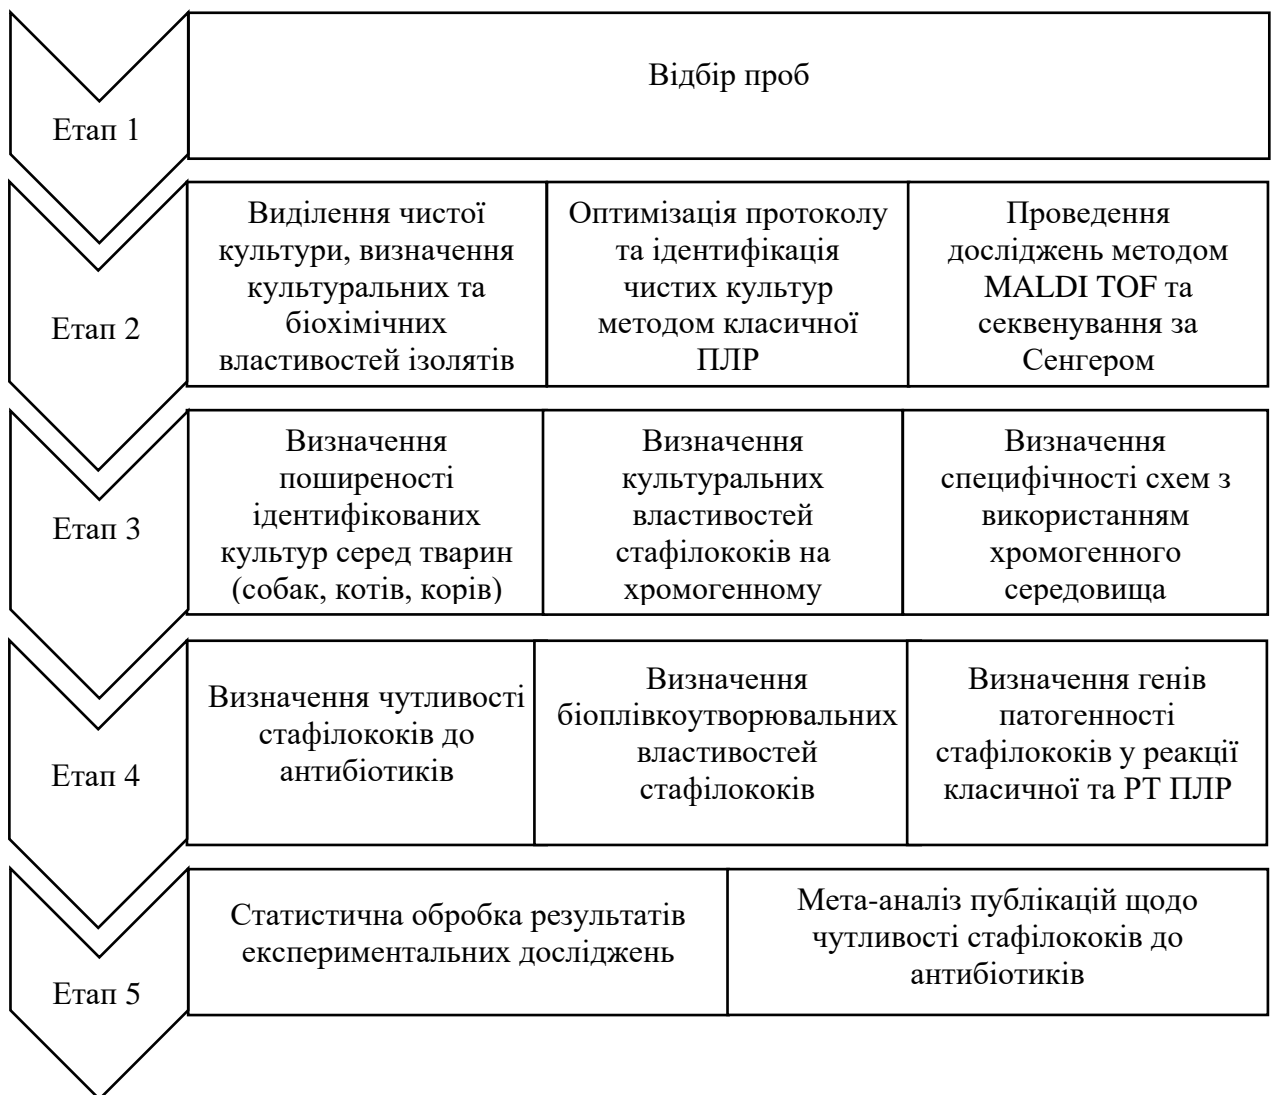 Етап 1
Відбір проб
Етап 2
Виділення чистої
культури, визначення
культуральних та
біохімічних
властивостей ізолятів
Оптимізація протоколу
та ідентифікація
чистих культур
методом класичної
ПЛР
Проведення
досліджень методом
MALDI TOF та
секвенування за
Сенгером
Етап 3
Визначення
поширеності
ідентифікованих
культур серед тварин
(собак, котів, корів)
Визначення
культуральних
властивостей
стафілококів на
хромогенному
Визначення
специфічності схем з
використанням
хромогенного
середовища
Етап 4
Визначення чутливості
стафілококів до
антибіотиків
Визначення
біоплівкоутворювальних
властивостей
стафілококів
Визначення генів
патогенності
стафілококів у реакції
класичної та РТ ПЛР
Етап 5
Статистична обробка результатів
експериментальних досліджень
Мета-аналіз публікацій щодо
чутливості стафілококів до
антибіотиків